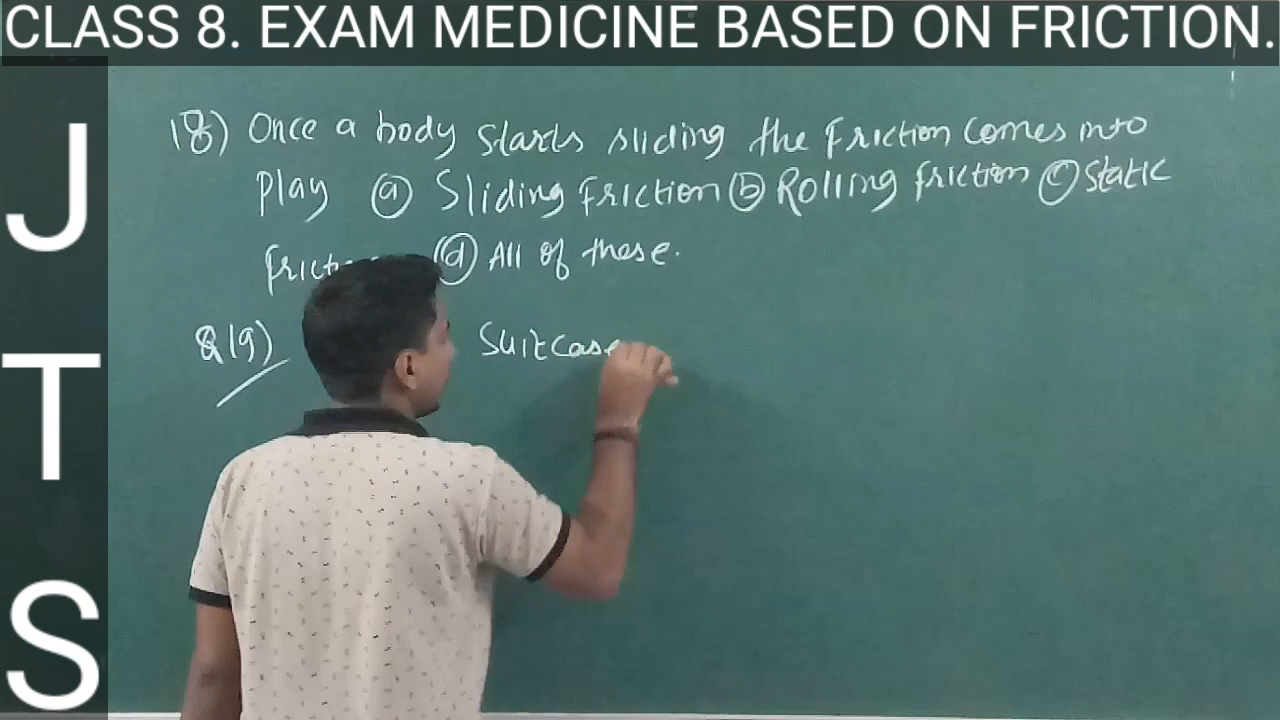 CLASS 8. EXAM MEDICINE BASED ON FRICTION.
J
T
S
18) Once a body starts sliding the Friction comes into
Play (a) Sliding Friction (b) Rolling friction (c) Static
(d) All of these.
Q19) Suitcase